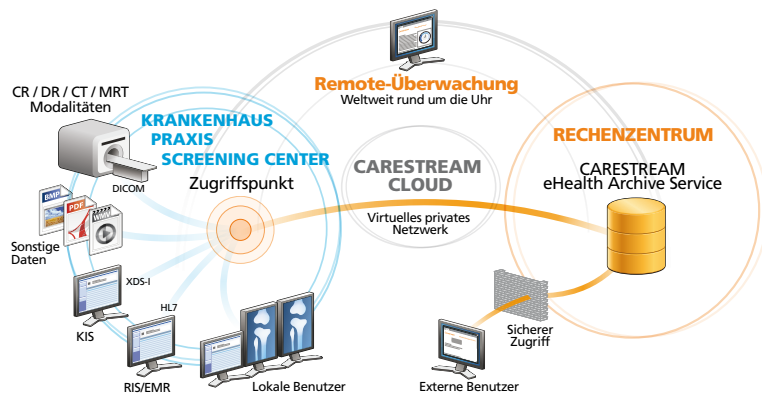 Remote-Überwachung
Weltweit rund um die Uhr
CR / DR / CT / MRT
Modalitäten
KRANKENHAUS
PRAXIS
SCREENING CENTER
Zugriffspunkt
DICOM
BMP
PDF
WMV
Sonstige
Daten
XDS-I
KIS
HL7
RIS/EMR
Lokale Benutzer
CARESTREAM
CLOUD
Virtuelles privates
Netzwerk
RECHENZENTRUM
CARESTREAM
eHealth Archive Service
Sicherer
Zugriff
Externe Benutzer